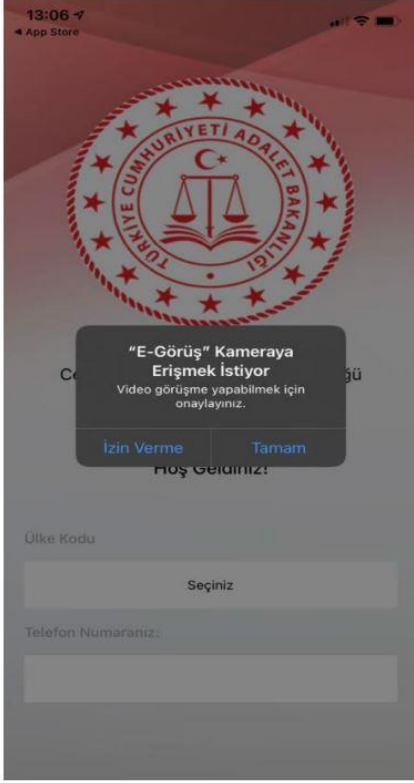 13:06
◀ App Store
TÜRKİYE CUMHURİYETİ ADALET BAKANLIĞI
"E-Görüş" Kameraya
Erişmek İstiyor
Video görüşme yapabilmek için
onaylayınız.
İzin Verme
Tamam
Hoş Geldiniz!
Ülke Kodu
Seçiniz
Telefon Numaranız: